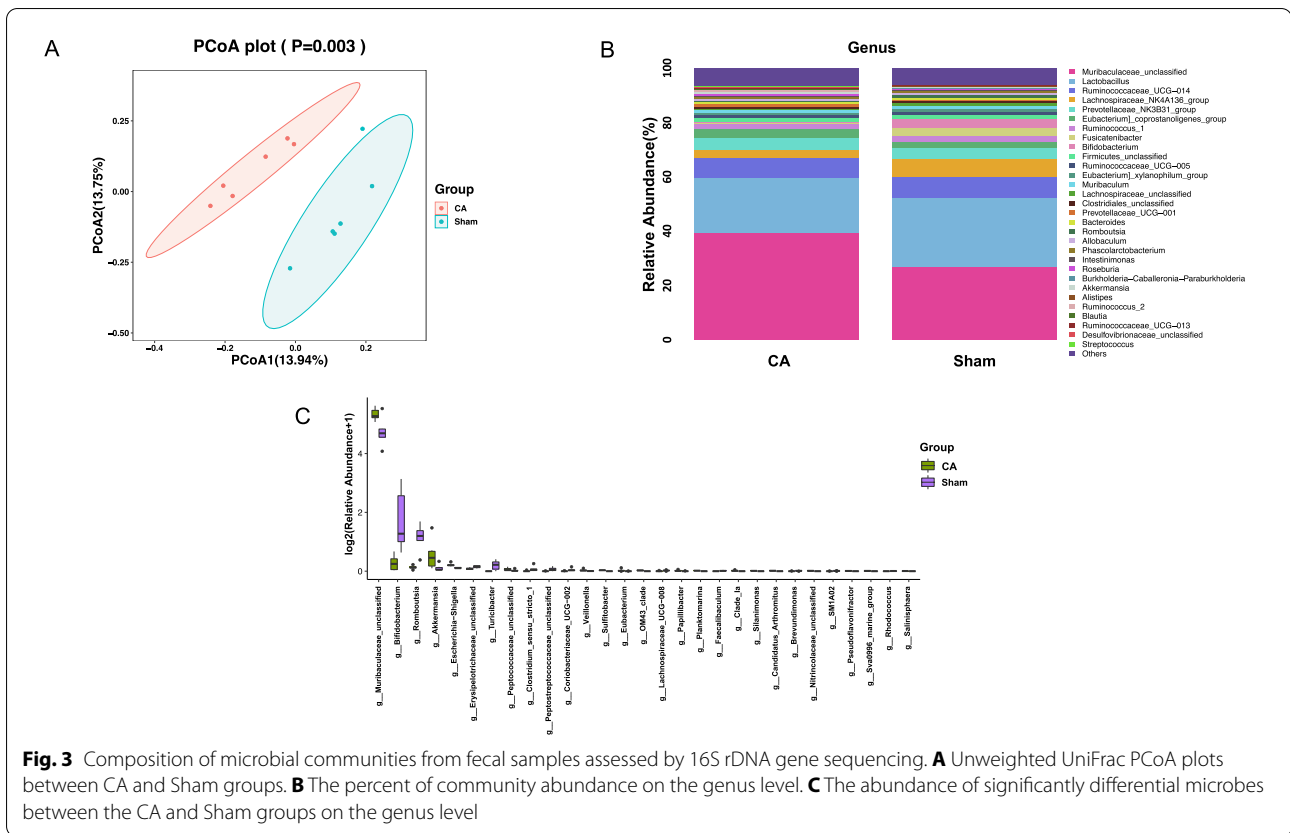 A
PCoA plot ( P=0.003 )
PCoA2(13.75%)
0.25
0.00
−0.25
−0.50
−0.4
−0.2
0.0
0.2
PCoA1(13.94%)
Group
CA
Sham
B
Genus
Relative Abundance(%)
100
80
60
40
20
0
CA
Sham
Muribaculaceae_unclassified
Lactobacillus
Ruminococcaceae_UCG−014
Lachnospiraceae_NK4A136_group
Prevotellaceae_NK3B31_group
Eubacterium]_coprostanoligenes_group
Ruminococcus_1
Fusicatenibacter
Bifidobacterium
Firmicutes_unclassified
Ruminococcaceae_UCG−005
Eubacterium]_xylanophilum_group
Muribaculum
Lachnospiraceae_unclassified
Clostridiales_unclassified
Prevotellaceae_UCG−001
Bacteroides
Romboutsia
Allobaculum
Phascolarctobacterium
Intestinimonas
Roseburia
Burkholderia−Caballeronia−Paraburkholderia
Akkermansia
Alistipes
Ruminococcus_2
Blautia
Ruminococcaceae_UCG−013
Desulfovibrionaceae_unclassified
Streptococcus
Others
C
log2(Relative Abundance+1)
4
2
0
g__Muribaculaceae_unclassified
g__Bifidobacterium
g__Romboutsia
g__Akkermansia
g__Escherichia-Shigella
g__Erysipelotrichaceae_unclassified
g__Turicibacter
g__Peptococcaceae_unclassified
g__Clostridium_sensu_stricto_1
g__Peptostreptococcaceae_unclassified
g__Coriobacteriaceae_UCG-002
g__Veillonella
g__Sulfitobacter
g__Eubacterium
g__OM43_clade
g__Lachnospiraceae_UCG-008
g__Papillibacter
g__Planktomarina
g__Faecalibaculum
g__Clade_Ia
g__Silanimonas
g__Candidatus_Arthromitus
g__Brevundimonas
g__Nitrincolaceae_unclassified
g__SM1A02
g__Pseudoflavonifractor
g__Sva0996_marine_group
g__Rhodococcus
g__Salinisphaera
Group
CA
Sham
Fig. 3 Composition of microbial communities from fecal samples assessed by 16S rDNA gene sequencing. A Unweighted UniFrac PCoA plots
between CA and Sham groups. B The percent of community abundance on the genus level. C The abundance of significantly differential microbes
between the CA and Sham groups on the genus level